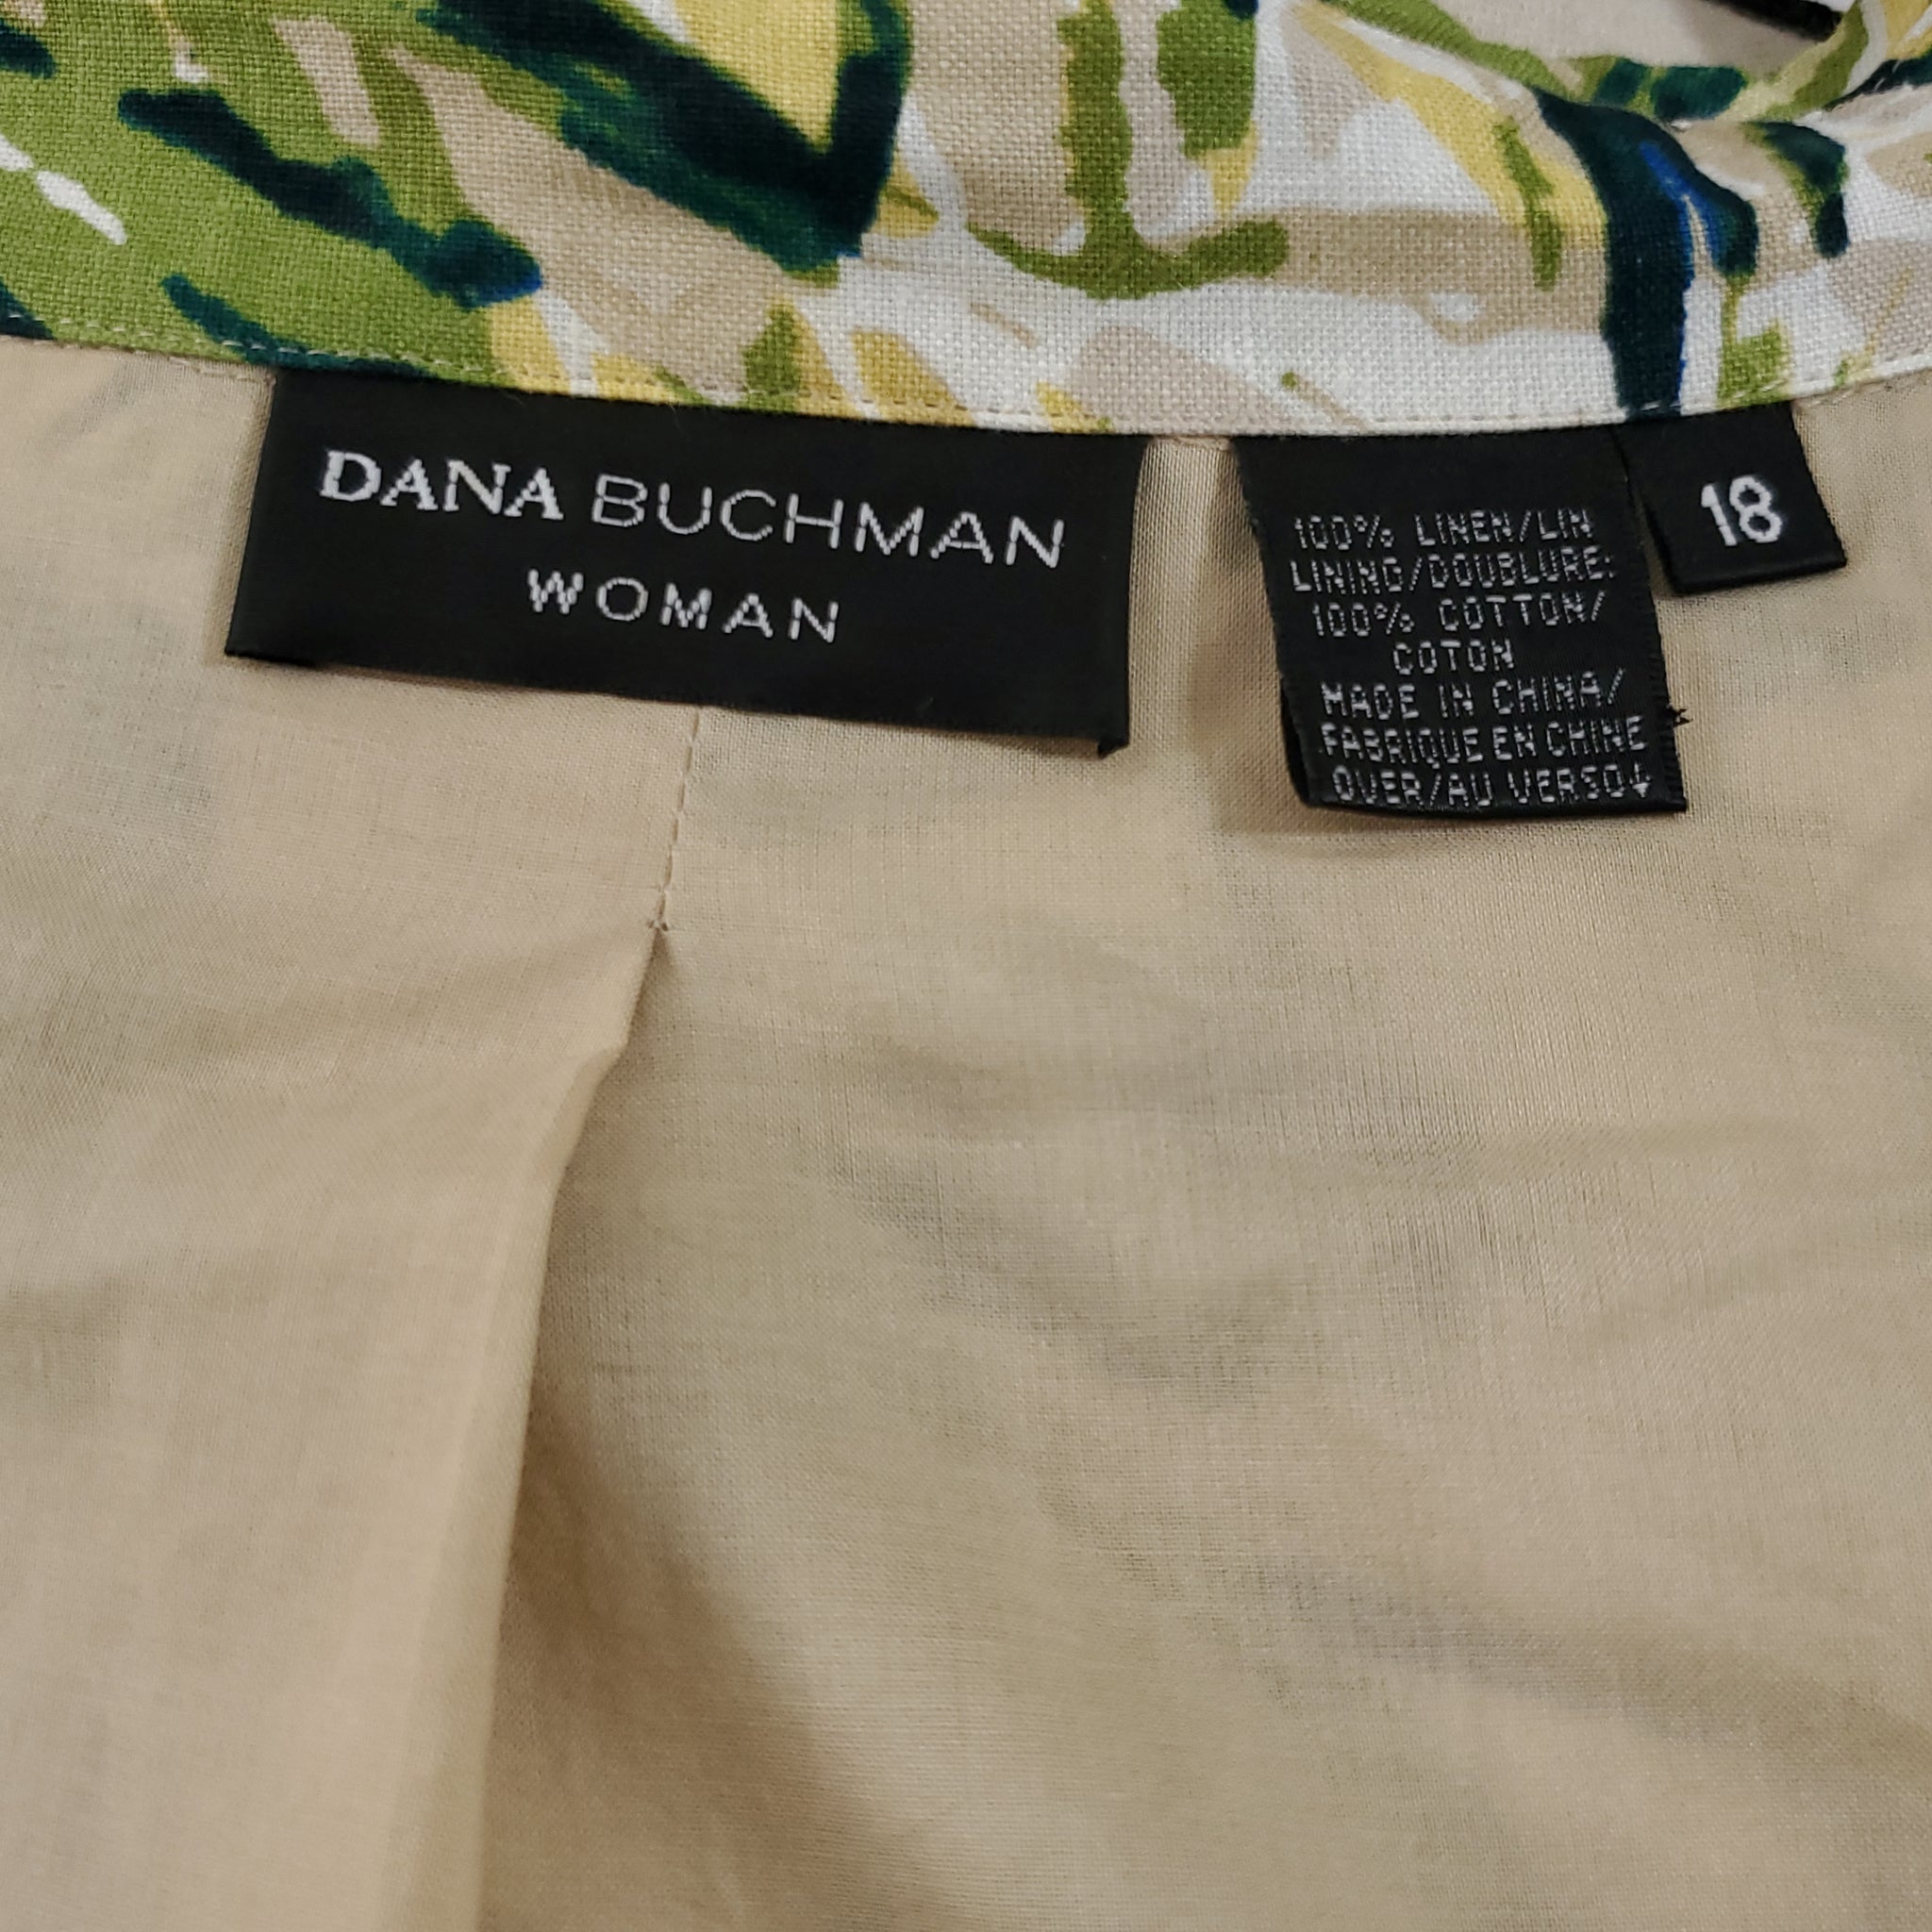 DANA BUCHMAN
WOMAN
100% LINEN/LIN
LINING/DOUBLURE:
100% COTTON/
COTON
MADE IN CHINA/
FABRIQUE EN CHINE
OVER/AU VERSO↓
18